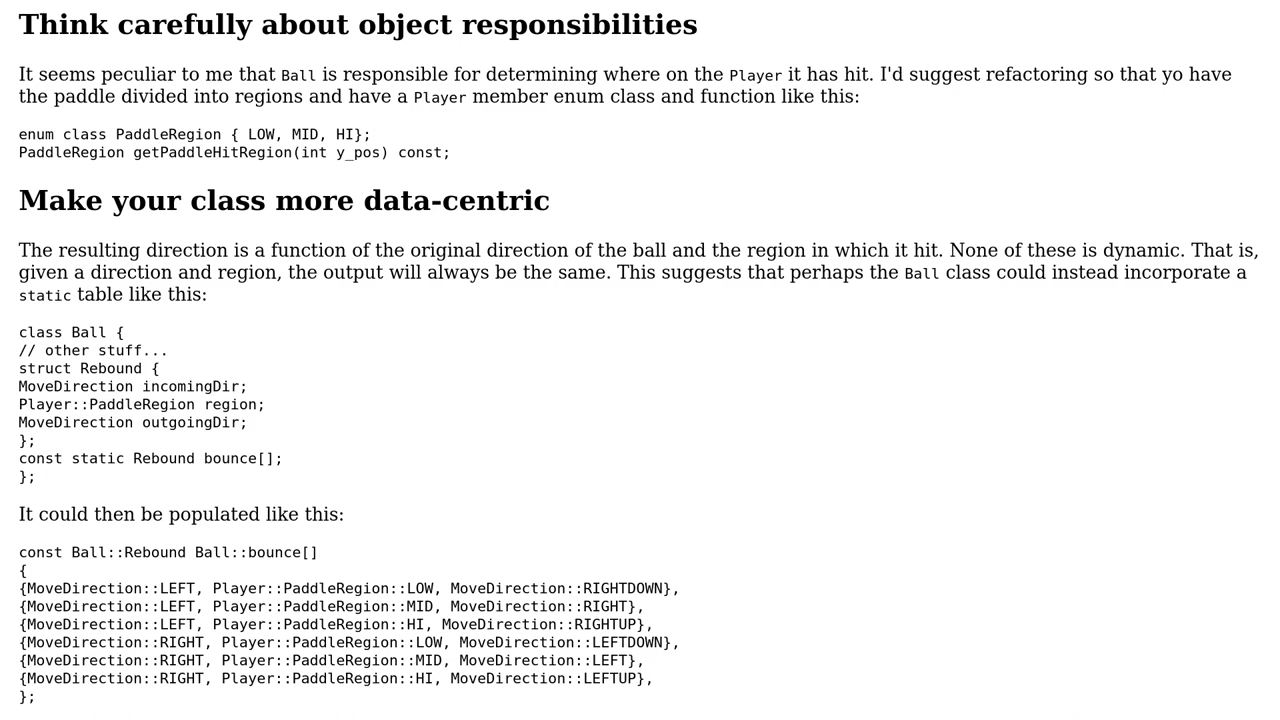 Think carefully about object responsibilities
It seems peculiar to me that Ball is responsible for determining where on the Player it has hit. I'd suggest refactoring so that yo have
the paddle divided into regions and have a Player member enum class and function like this:
enum class PaddleRegion { LOW, MID, HI};
PaddleRegion getPaddleHitRegion(int y_pos) const;
Make your class more data-centric
The resulting direction is a function of the original direction of the ball and the region in which it hit. None of these is dynamic. That is,
given a direction and region, the output will always be the same. This suggests that perhaps the Ball class could instead incorporate a
static table like this:
class Ball {
// other stuff...
struct Rebound {
MoveDirection incomingDir;
Player::PaddleRegion region;
MoveDirection outgoingDir;
};
const static Rebound bounce[];
};
It could then be populated like this:
const Ball::Rebound Ball::bounce[]
{
{MoveDirection::LEFT, Player::PaddleRegion::LOW, MoveDirection::RIGHTDOWN},
{MoveDirection::LEFT, Player::PaddleRegion::MID, MoveDirection::RIGHT},
{MoveDirection::LEFT, Player::PaddleRegion::HI, MoveDirection::RIGHTUP},
{MoveDirection::RIGHT, Player::PaddleRegion::LOW, MoveDirection::LEFTDOWN},
{MoveDirection::RIGHT, Player::PaddleRegion::MID, MoveDirection::LEFT},
{MoveDirection::RIGHT, Player::PaddleRegion::HI, MoveDirection::LEFTUP},
};